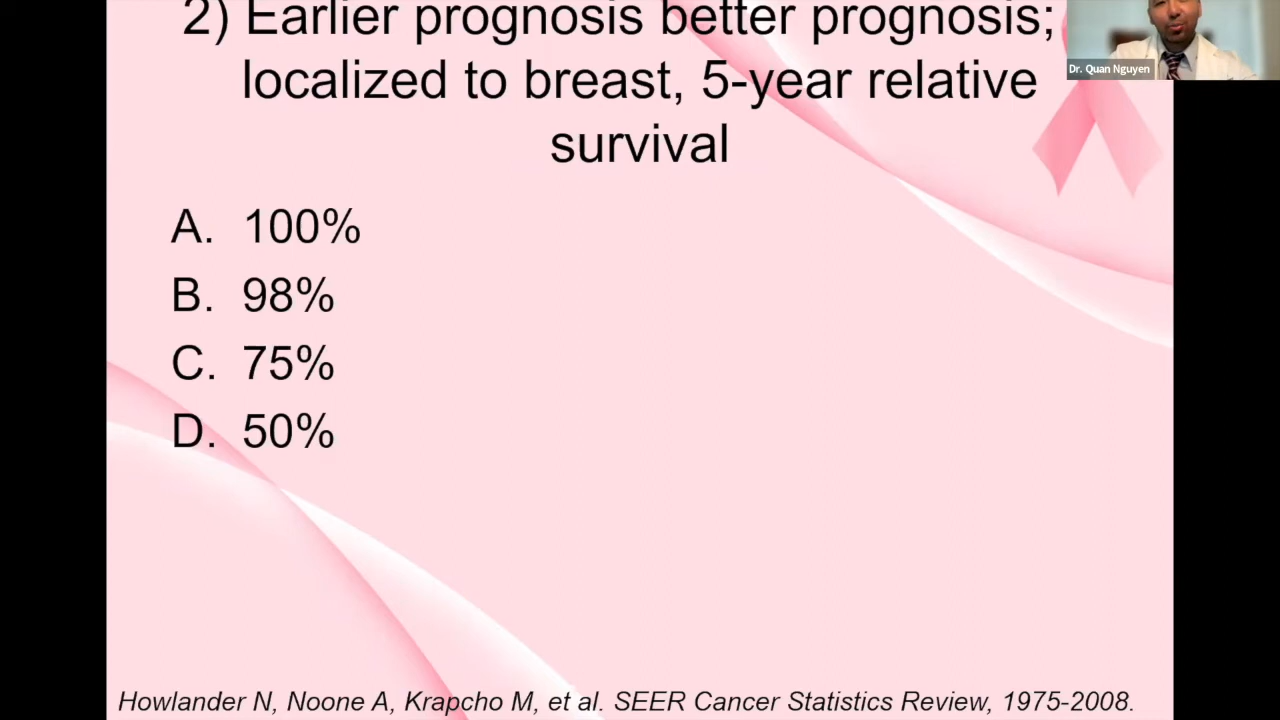 2) Earlier prognosis better prognosis;
localized to breast, 5-year relative
survival
Dr. Quan Nguyen
A. 100%
B. 98%
C. 75%
D. 50%
Howlander N, Noone A, Krapcho M, et al. SEER Cancer Statistics Review, 1975-2008.